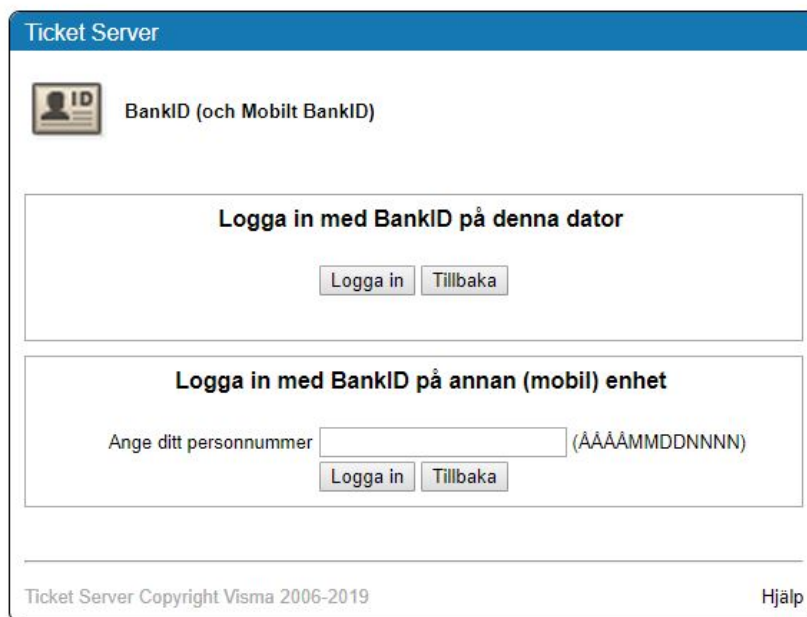 Ticket Server
ID
BankID (och Mobilt BankID)
Logga in med BankID på denna dator
Logga in Tillbaka
Logga in med BankID på annan (mobil) enhet
Ange ditt personnummer (ÅÅÅÅMMDDNNNN)
Logga in Tillbaka
Ticket Server Copyright Visma 2006-2019 Hjälp